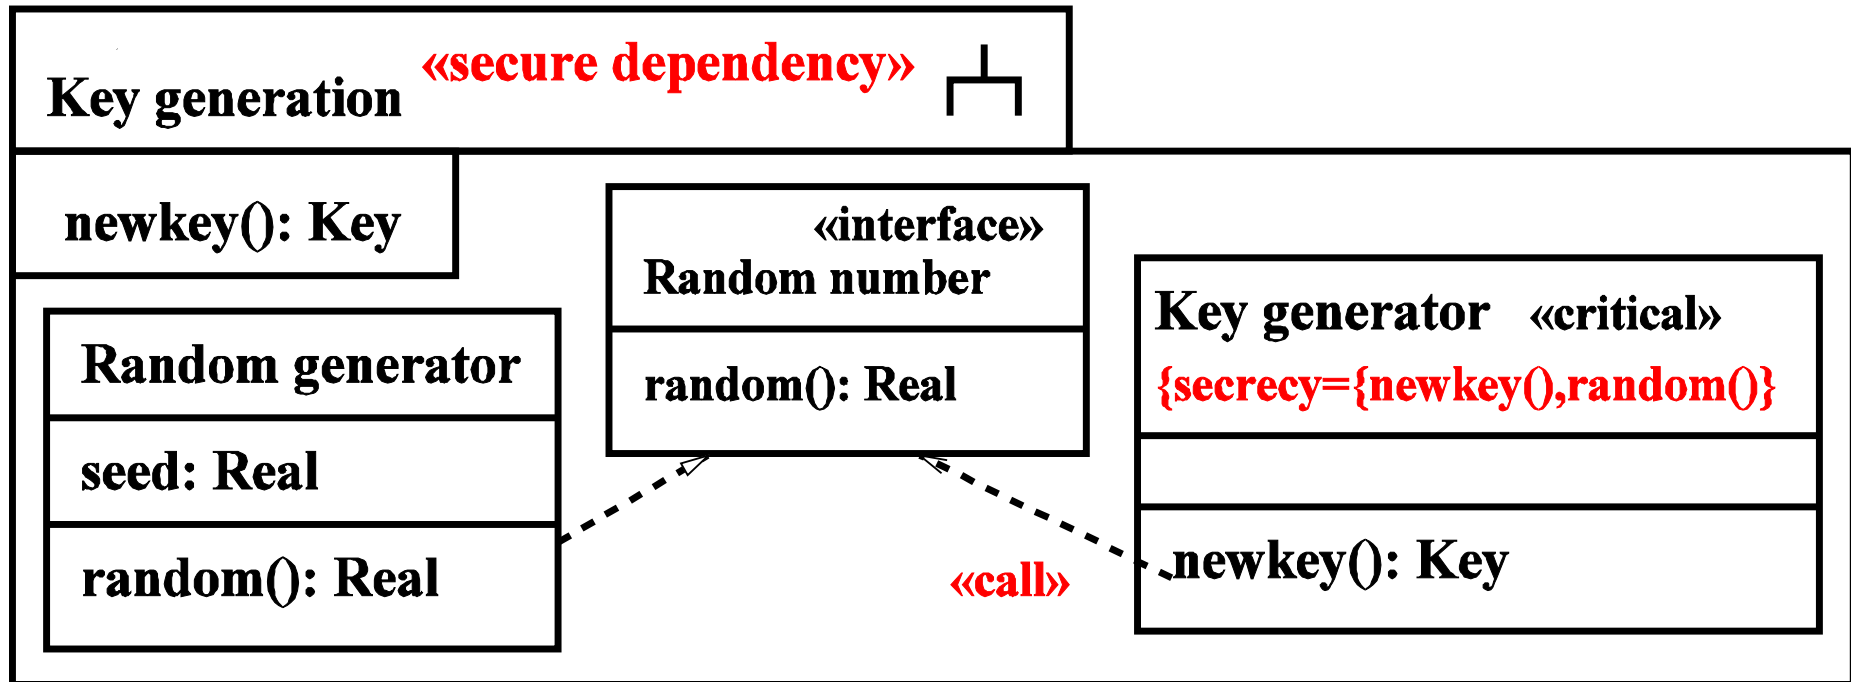 Key generation «secure dependency»
newkey(): Key
Random generator
seed: Real
random(): Real
«interface»
Random number
random(): Real
«call»
Key generator «critical»
{secrecy={newkey(),random()}
newkey(): Key